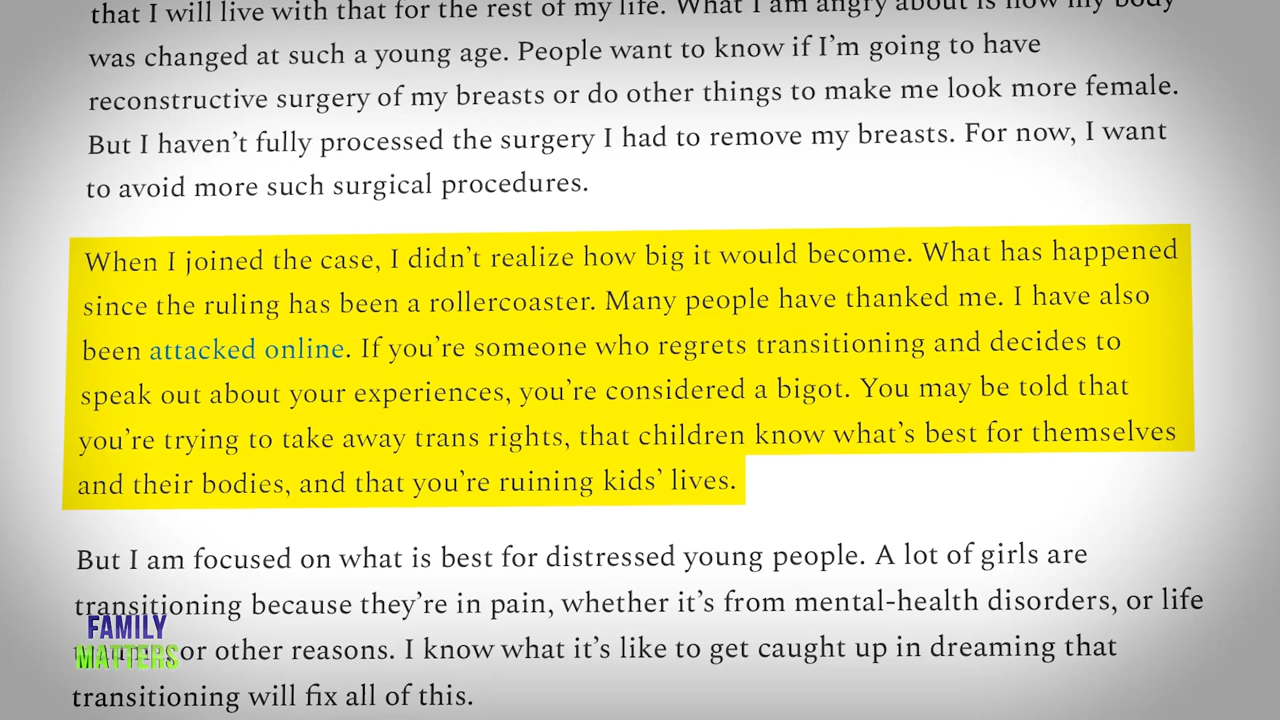 that I will live with that for the rest of my life. What I am angry about is how my body
was changed at such a young age. People want to know if I’m going to have
reconstructive surgery of my breasts or do other things to make me look more female.
But I haven’t fully processed the surgery I had to remove my breasts. For now, I want
to avoid more such surgical procedures.
When I joined the case, I didn’t realize how big it would become. What has happened
since the ruling has been a rollercoaster. Many people have thanked me. I have also
been attacked online. If you’re someone who regrets transitioning and decides to
speak out about your experiences, you’re considered a bigot. You may be told that
you’re trying to take away trans rights, that children know what’s best for themselves
and their bodies, and that you’re ruining kids’ lives.
But I am focused on what is best for distressed young people. A lot of girls are
transitioning because they’re in pain, whether it’s from mental-health disorders, or life
or other reasons. I know what it’s like to get caught up in dreaming that
transitioning will fix all of this.
FAMILY
MATTERS